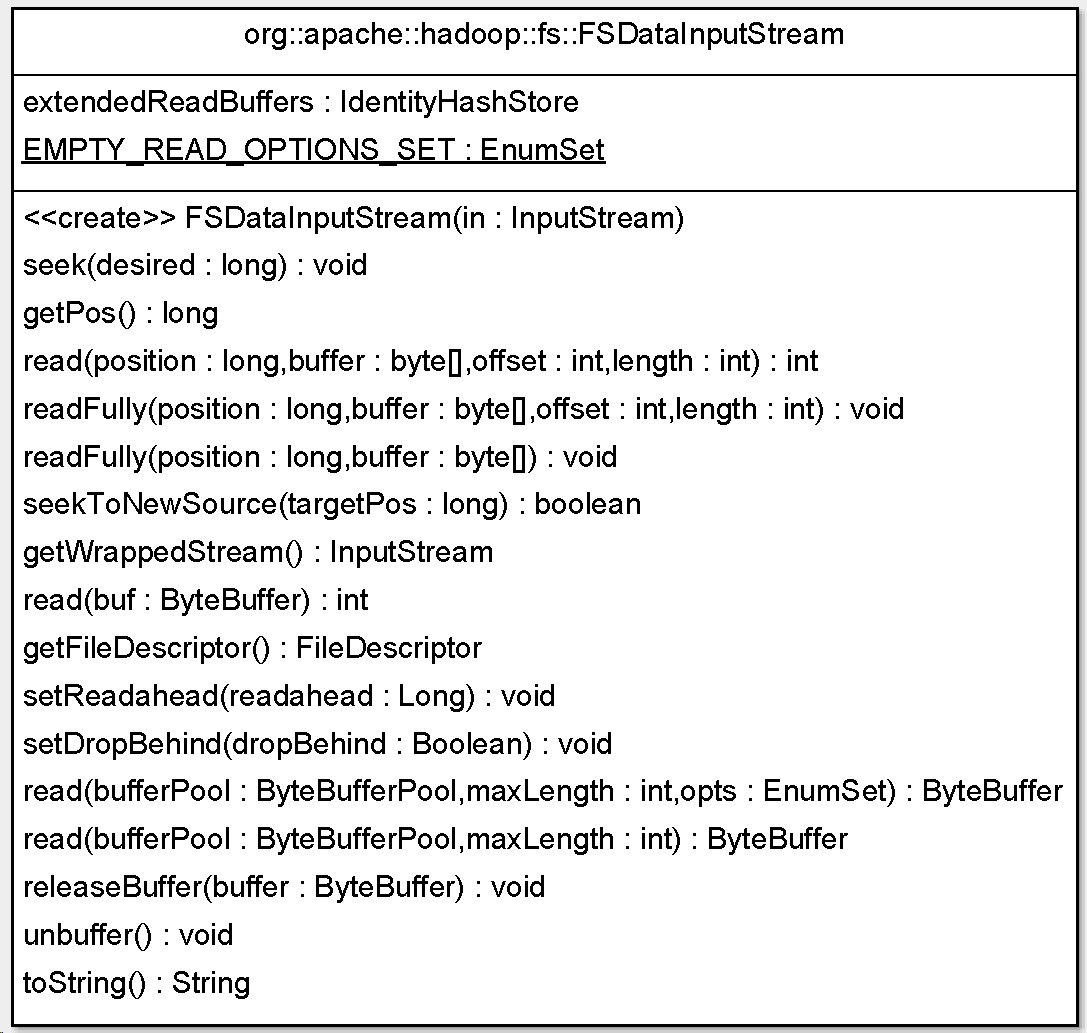 org::apache::hadoop::fs::FSDataInputStream
extendedReadBuffers : IdentityHashStore
EMPTY_READ_OPTIONS_SET : EnumSet
<<create>> FSDataInputStream(in : InputStream)
seek(desired : long) : void
getPos() : long
read(position : long,buffer : byte[],offset : int,length : int) : int
readFully(position : long,buffer : byte[],offset : int,length : int) : void
readFully(position : long,buffer : byte[]) : void
seekToNewSource(targetPos : long) : boolean
getWrappedStream() : InputStream
read(buf : ByteBuffer) : int
getFileDescriptor() : FileDescriptor
setReadahead(readahead : Long) : void
setDropBehind(dropBehind : Boolean) : void
read(bufferPool : ByteBufferPool,maxLength : int,opts : EnumSet) : ByteBuffer
read(bufferPool : ByteBufferPool,maxLength : int) : ByteBuffer
releaseBuffer(buffer : ByteBuffer) : void
unbuffer() : void
toString() : String